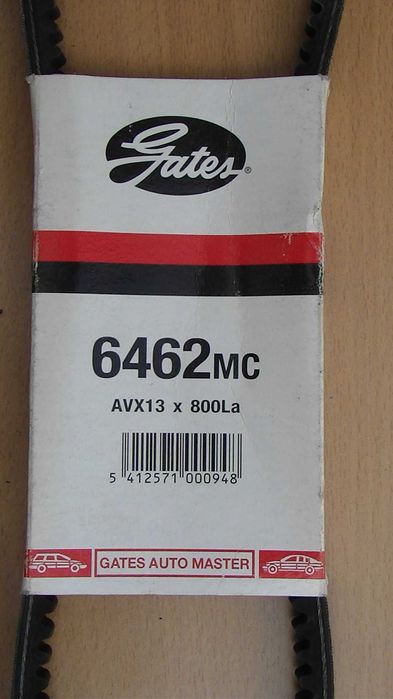 Gates®
6462MC
AVX13 x 800La
5 412571 000948
GATES AUTO MASTER